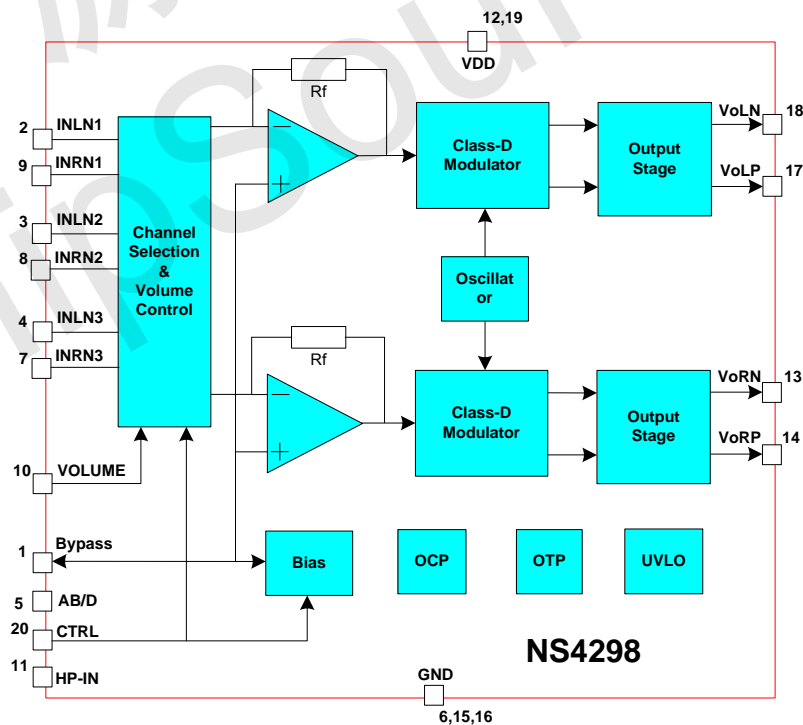 12,19
VDD
Rf
2 INLN1
9 INRN1
3 INLN2
8 INRN2
4 INLN3
7 INRN3
10 VOLUME
1 Bypass
5 AB/D
20 CTRL
11 HP-IN
Channel
Selection
&
Volume
Control
Class-D
Modulator
Output
Stage
VoLN 18
VoLP 17
Oscillat
or
Rf
Class-D
Modulator
Output
Stage
VoRN 13
VoRP 14
Bias
OCP
OTP
UVLO
NS4298
GND
6,15,16